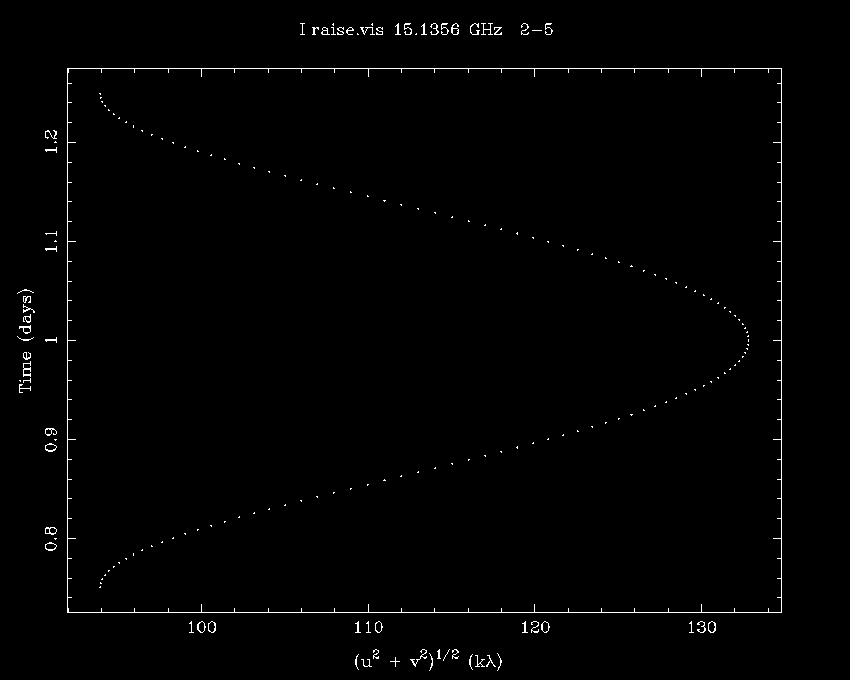 I raise.vis 15.1356 GHz 2-5
1.2
1.1
1
0.9
0.8
Time (days)
100 110 120 130
(u² + v²)^1/2 (kλ)